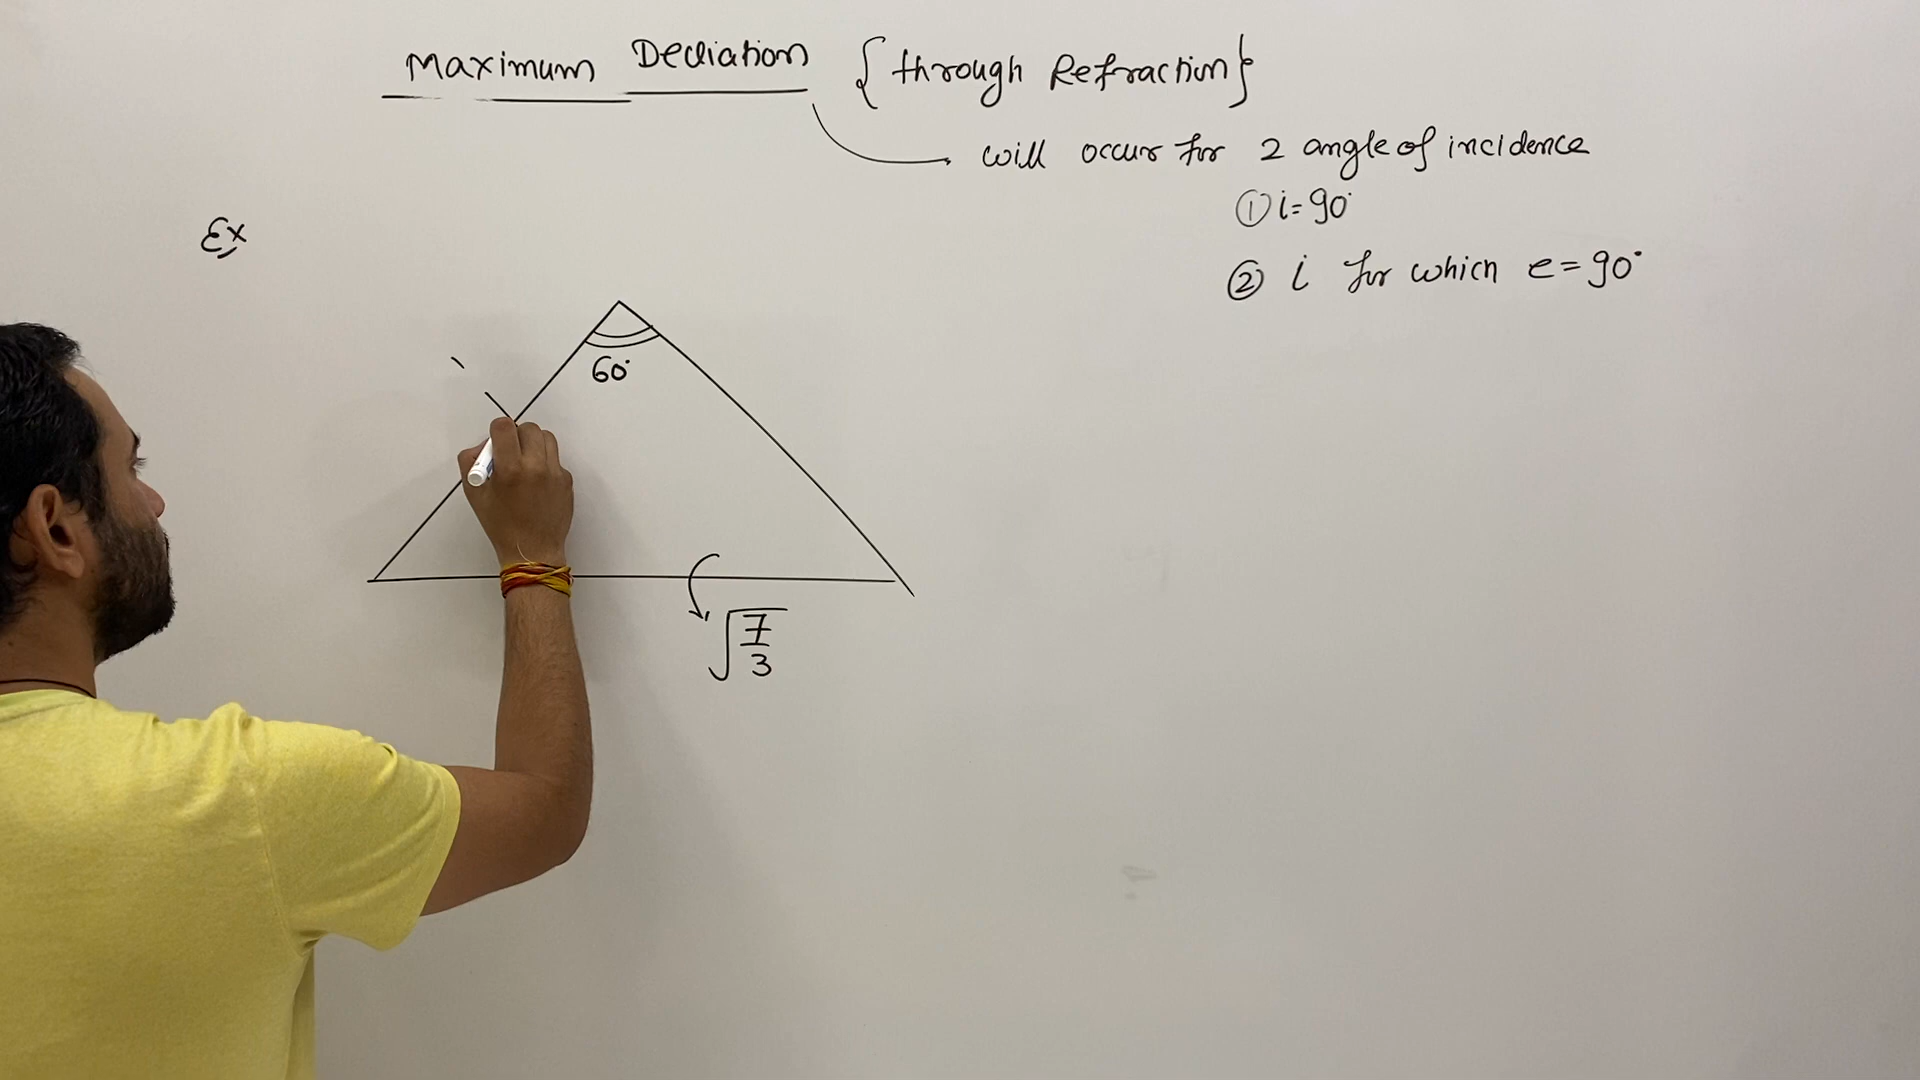 Maximum Deviation {through Refraction}
will occur for 2 angle of incidence
① i=90°
Ex
② i for which e=90°
60°
√7/3